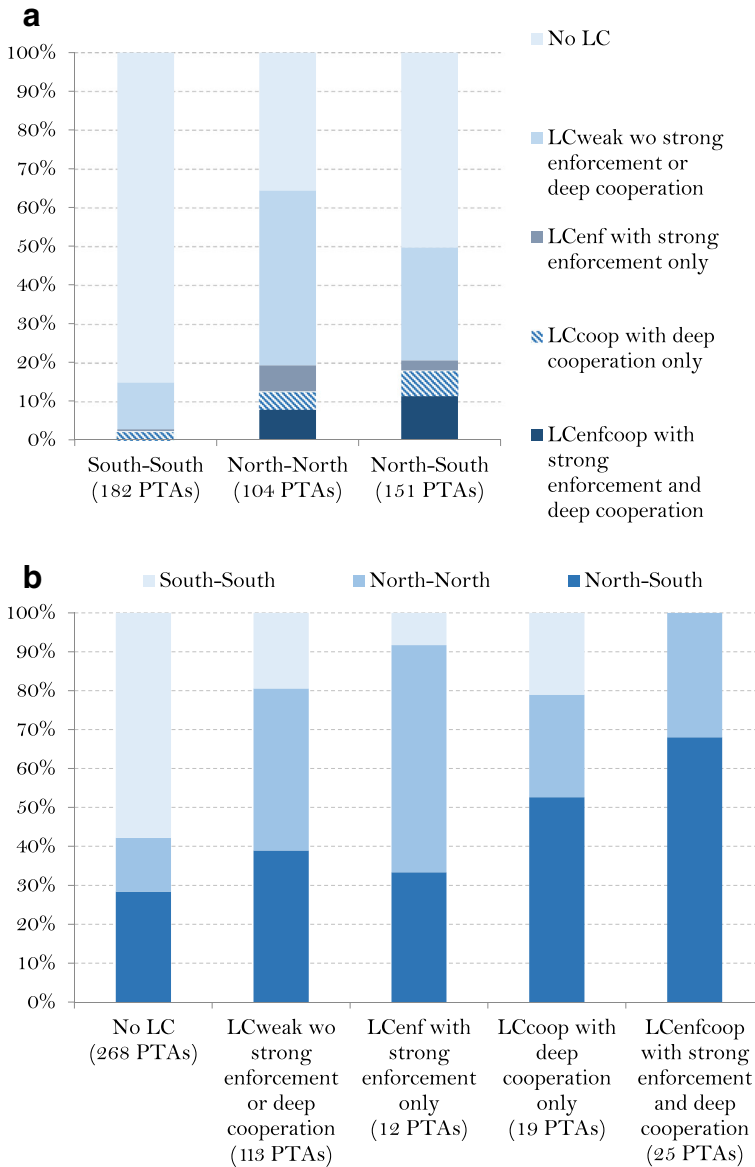 a
100%
90%
80%
70%
60%
50%
40%
30%
20%
10%
0%
South-South
(182 PTAs)
North-North
(104 PTAs)
North-South
(151 PTAs)
No LC
LCweak wo strong
enforcement or
deep cooperation
LCenf with strong
enforcement only
LCcoop with deep
cooperation only
LCenfcoop with
strong
enforcement and
deep cooperation
b
South-South
North-North
North-South
100%
90%
80%
70%
60%
50%
40%
30%
20%
10%
0%
No LC
(268 PTAs)
LCweak wo
strong
enforcement
or deep
cooperation
(113 PTAs)
LCenf with
strong
enforcement
only
(12 PTAs)
LCcoop with
deep
cooperation
only
(19 PTAs)
LCenfcoop
with strong
enforcement
and deep
cooperation
(25 PTAs)